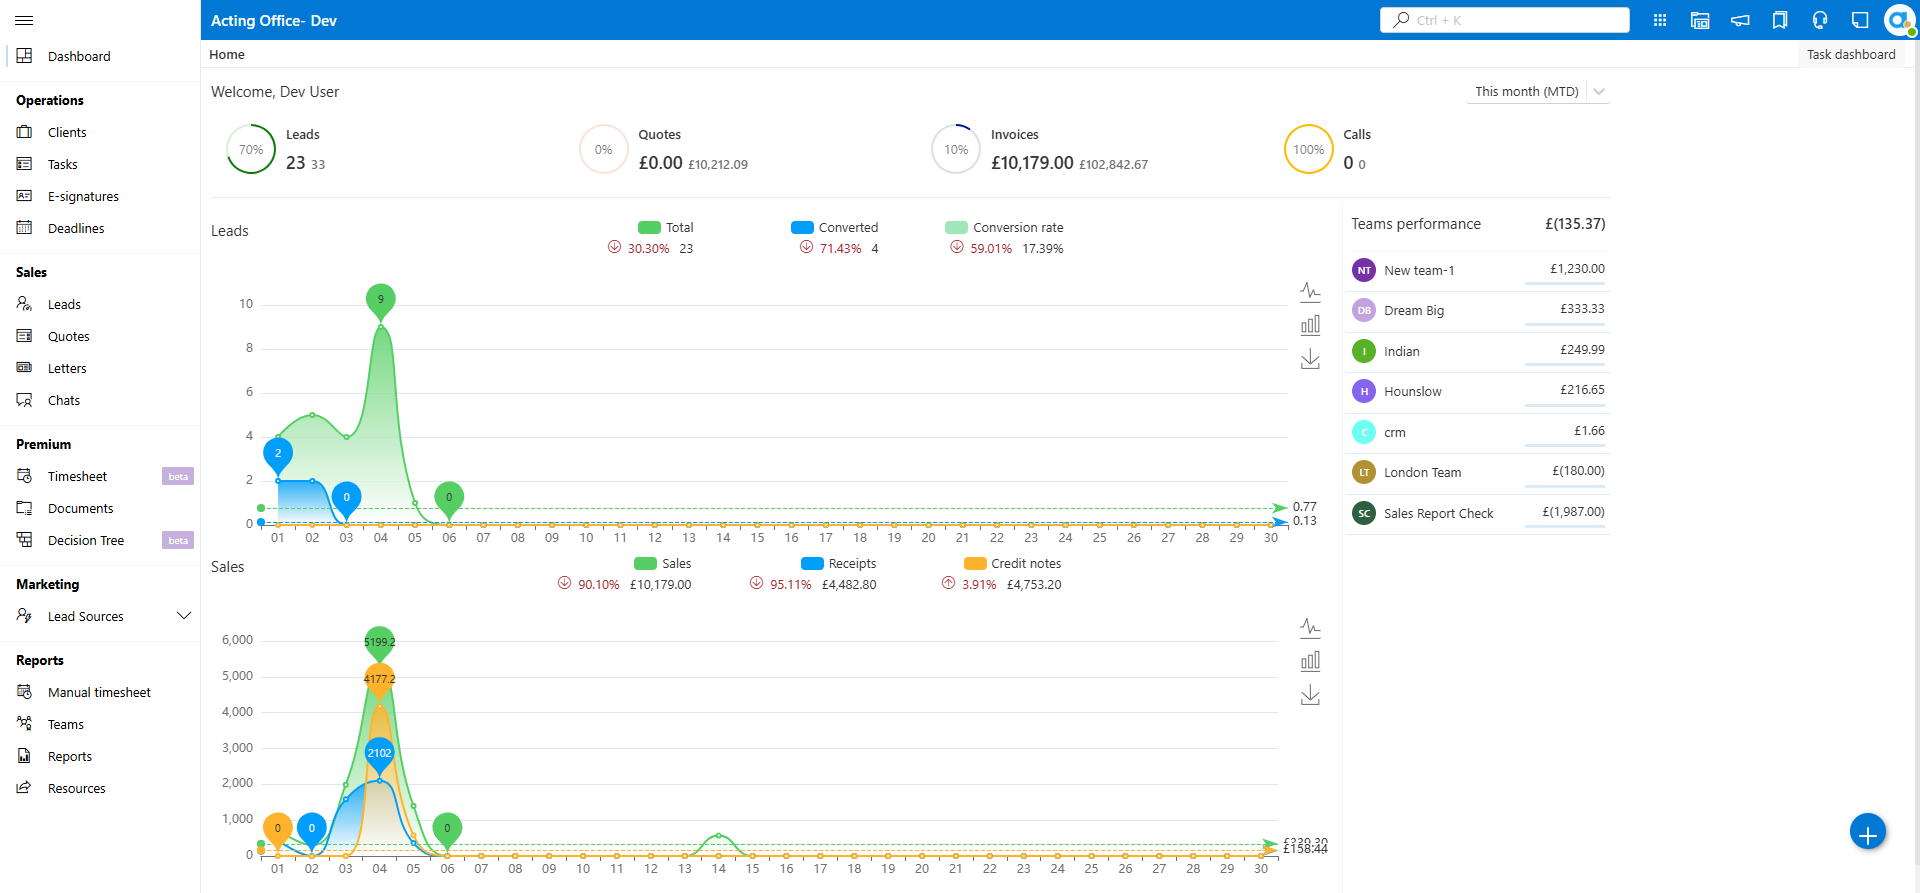 Acting Office- Dev
Ctrl + K
Dashboard
Home
Task dashboard
Operations
Clients
Tasks
E-signatures
Deadlines
Sales
Leads
Quotes
Letters
Chats
Premium
Timesheet beta
Documents
Decision Tree beta
Marketing
Lead Sources
Reports
Manual timesheet
Teams
Reports
Resources
Welcome, Dev User
This month (MTD)
70% Leads
23 33
0% Quotes
£0.00 £10,212.09
10% Invoices
£10,179.00 £102,842.67
100% Calls
0 0
Leads
Total
30.30% 23
Converted
71.43% 4
Conversion rate
59.01% 17.39%
10
8
6
4
2
0
9
2
0
0
0.77
0.13
01 02 03 04 05 06 07 08 09 10 11 12 13 14 15 16 17 18 19 20 21 22 23 24 25 26 27 28 29 30
Sales
Sales
90.10% £10,179.00
Receipts
95.11% £4,482.80
Credit notes
3.91% £4,753.20
6,000
5,000
4,000
3,000
2,000
1,000
0
5199.2
4177.2
2102
0
0
0
£158.44
01 02 03 04 05 06 07 08 09 10 11 12 13 14 15 16 17 18 19 20 21 22 23 24 25 26 27 28 29 30
Teams performance £(135.37)
NT New team-1 £1,230.00
DB Dream Big £333.33
I Indian £249.99
H Hounslow £216.65
C crm £1.66
LT London Team £(180.00)
SC Sales Report Check £(1,987.00)